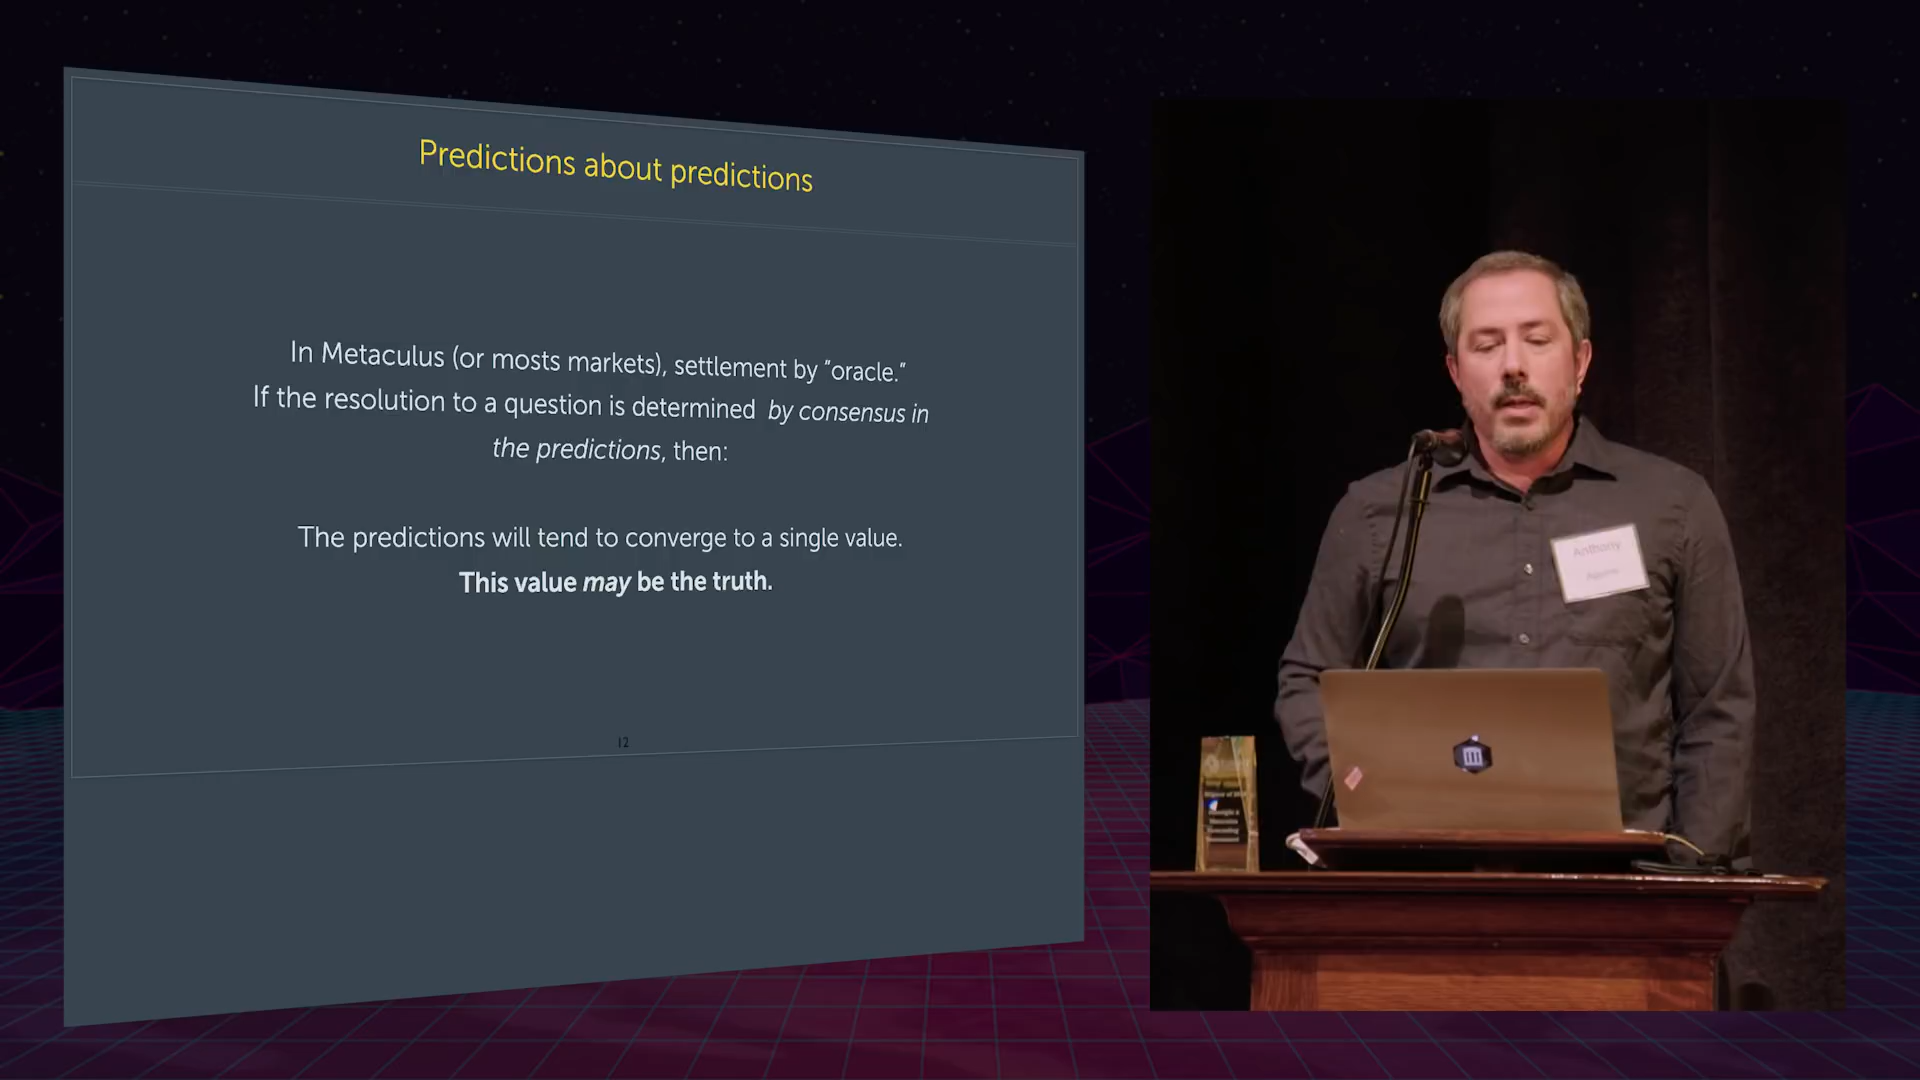 Predictions about predictions
In Metaculus (or mosts markets), settlement by "oracle."
If the resolution to a question is determined by consensus in
the predictions, then:
The predictions will tend to converge to a single value.
This value may be the truth.
12
Anthony